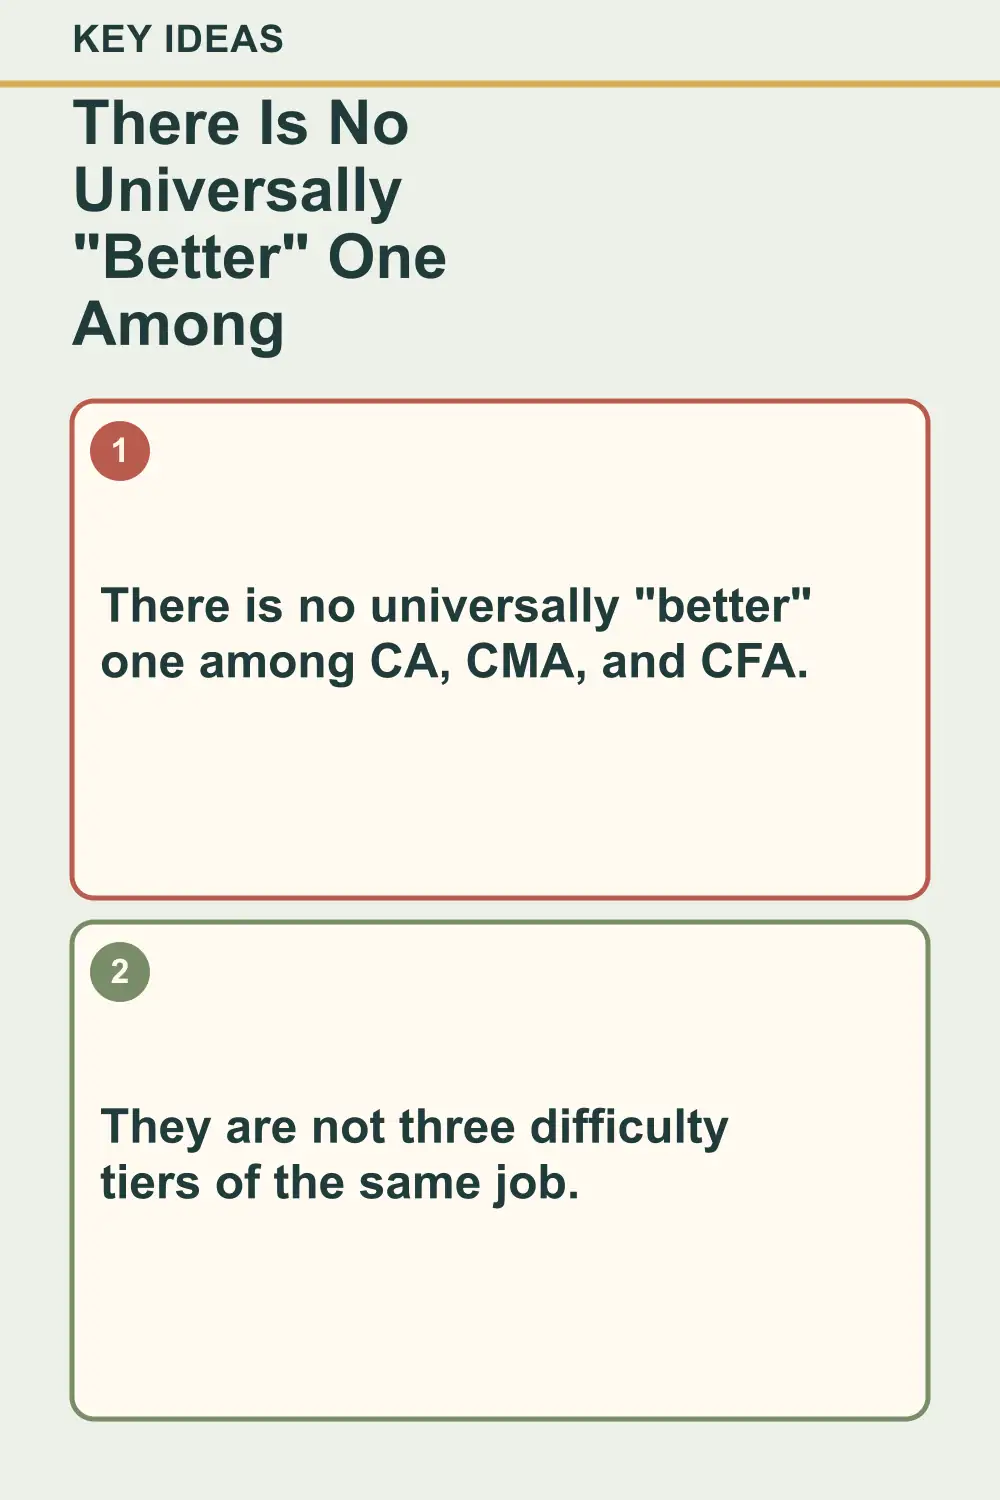 KEY IDEAS
There Is No
Universally
"Better" One
Among
1
There is no universally "better"
one among CA, CMA, and CFA.
2
They are not three difficulty
tiers of the same job.